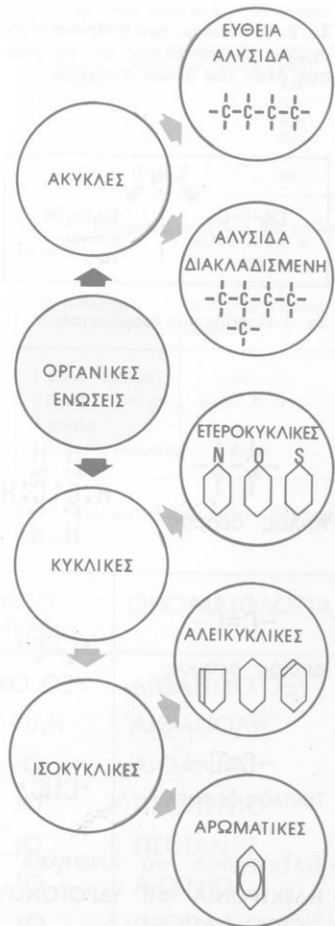 ΕΥΘΕΙΑ
ΑΛΥΣΙΔΑ
-C-C-C-C-
ΑΚΥΚΛΕΣ
ΑΛΥΣΙΔΑ
ΔΙΑΚΛΑΔΙΣΜΕΝΗ
-C-C-C-C-
-C-
ΟΡΓΑΝΙΚΕΣ
ΕΝΩΣΕΙΣ
ΕΤΕΡΟΚΥΚΛΙΚΕΣ
N O S
ΚΥΚΛΙΚΕΣ
ΑΛΕΙΚΥΚΛΙΚΕΣ
ΙΣΟΚΥΚΛΙΚΕΣ
ΑΡΩΜΑΤΙΚΕΣ